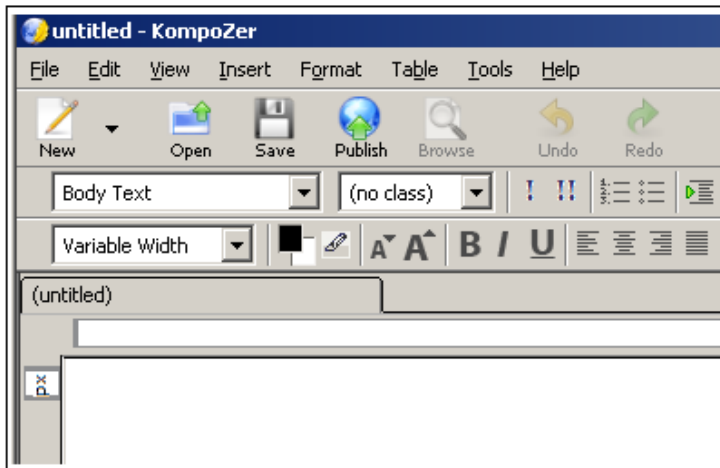 untitled - KompoZer
File Edit View Insert Format Table Tools Help
New Open Save Publish Browse Undo Redo
Body Text (no class) ! !!
Variable Width A A B I U
(untitled)
px